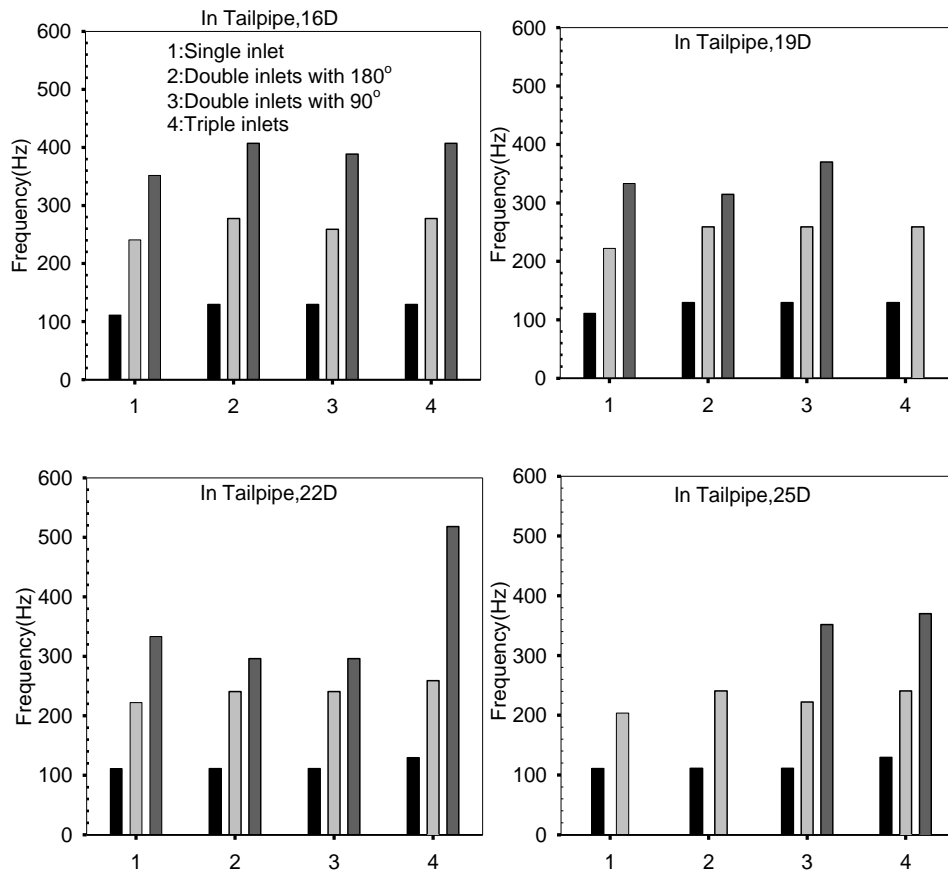 In Tailpipe,16D
600
500
400
300
200
100
0
Frequency(Hz)
1:Single inlet
2:Double inlets with 180°
3:Double inlets with 90°
4:Triple inlets
1 2 3 4
In Tailpipe,19D
600
500
400
300
200
100
0
Frequency(Hz)
1 2 3 4
In Tailpipe,22D
600
500
400
300
200
100
0
Frequency(Hz)
1 2 3 4
In Tailpipe,25D
600
500
400
300
200
100
0
Frequency(Hz)
1 2 3 4